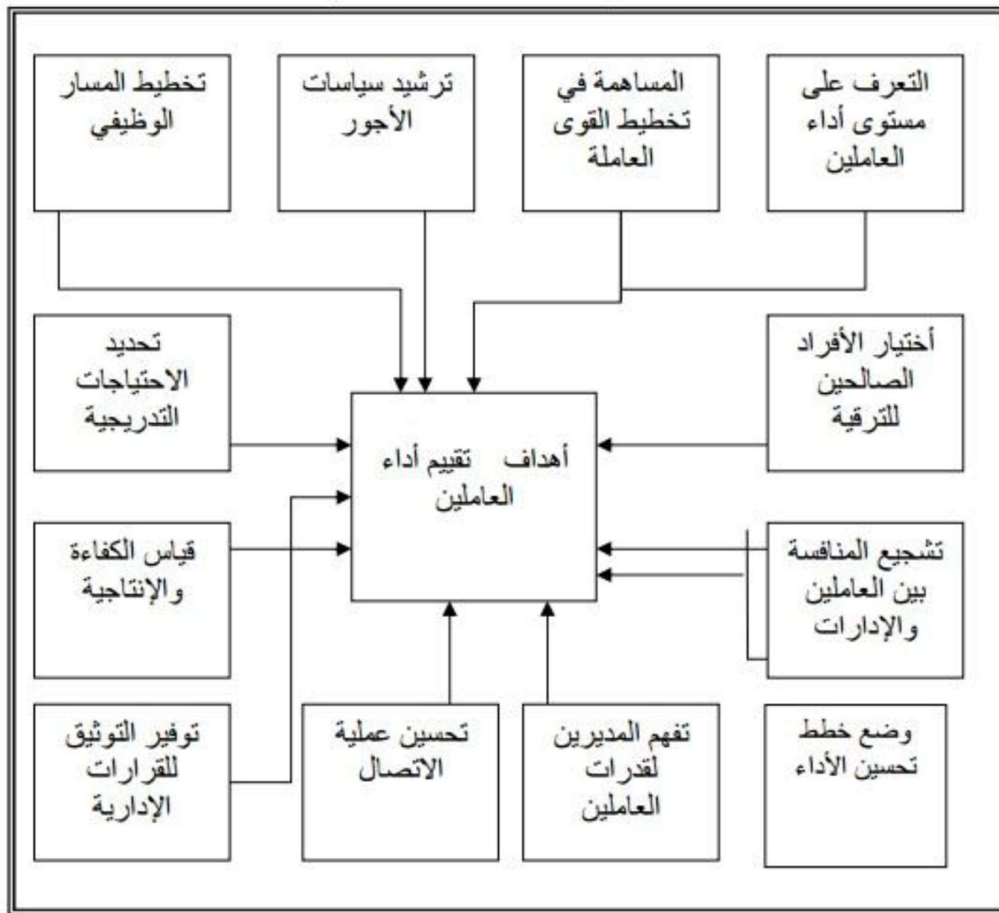 التعرف على
مستوى أداء
العاملين
المساهمة في
تخطيط القوى
العاملة
ترشيد سياسات
الأجور
تخطيط المسار
الوظيفي
أختيار الأفراد
الصالحين
للترقية
تحديد
الاحتياجات
التدريجية
أهداف تقييم أداء
العاملين
تشجيع المنافسة
بين العاملين
والإدارات
قياس الكفاءة
والإنتاجية
وضع خطط
تحسين الأداء
تفهم المديرين
لقدرات
العاملين
تحسين عملية
الاتصال
توفير التوثيق
للقرارات
الإدارية